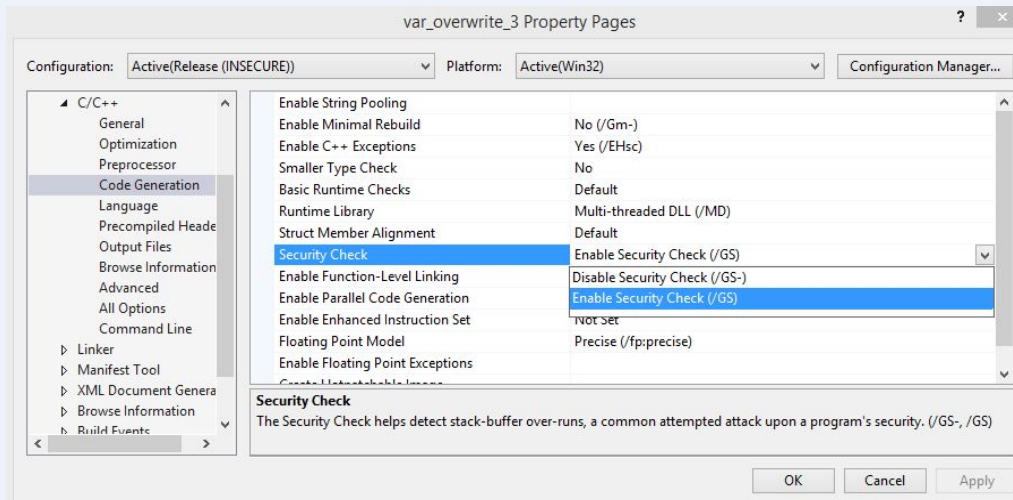 var_overwrite_3 Property Pages
?
Configuration: Active(Release (INSECURE)) Platform: Active(Win32) Configuration Manager...
C/C++
General
Optimization
Preprocessor
Code Generation
Language
Precompiled Heade
Output Files
Browse Information
Advanced
All Options
Command Line
Linker
Manifest Tool
XML Document Genera
Browse Information
Build Events
Enable String Pooling
Enable Minimal Rebuild No (/Gm-)
Enable C++ Exceptions Yes (/EHsc)
Smaller Type Check No
Basic Runtime Checks Default
Runtime Library Multi-threaded DLL (/MD)
Struct Member Alignment Default
Security Check Enable Security Check (/GS)
Enable Function-Level Linking Disable Security Check (/GS-)
Enable Parallel Code Generation Enable Security Check (/GS)
Enable Enhanced Instruction Set Not Set
Floating Point Model Precise (/fp:precise)
Enable Floating Point Exceptions
Security Check
The Security Check helps detect stack-buffer over-runs, a common attempted attack upon a program's security. (/GS-, /GS)
OK Cancel Apply